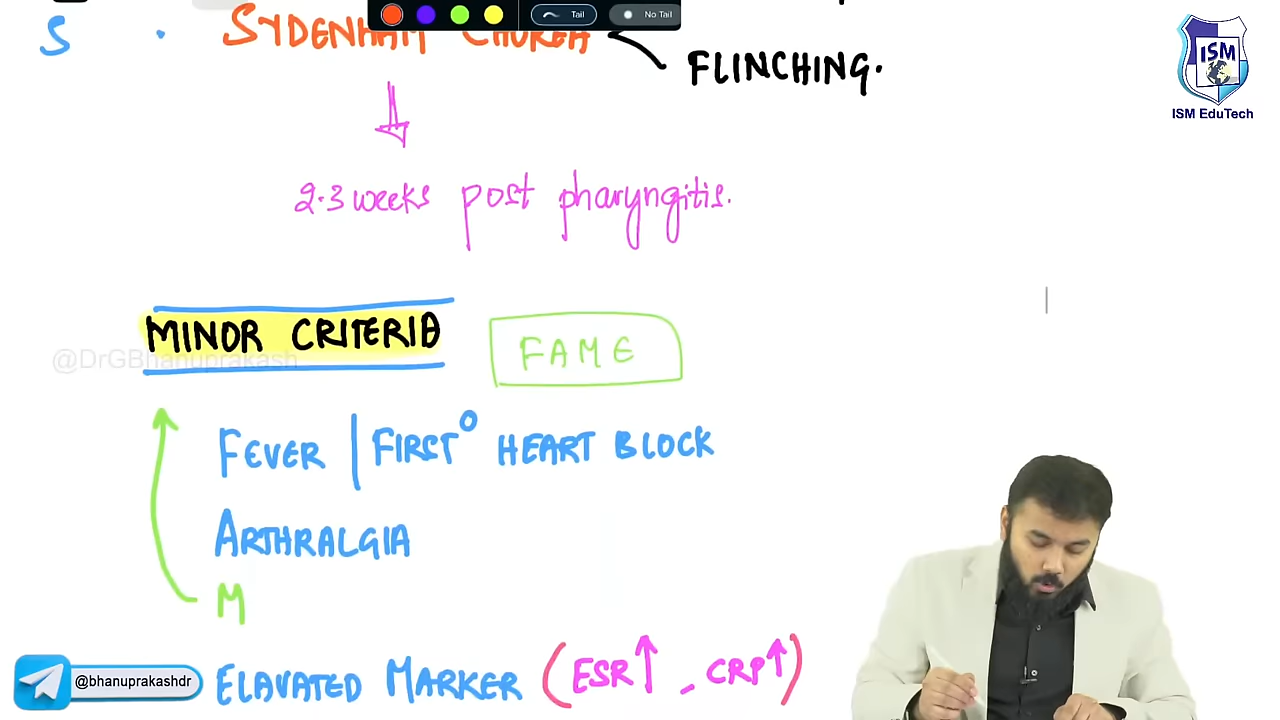 Tail
No Tail
S . SYDENHAM CHOREA
FLINCHING.
ISM
ISM EduTech
2-3 weeks post pharyngitis.
MINOR CRITERIA
FAME
@DrGBhanuprakash
FEVER | FIRST° HEART BLOCK
ARTHRALGIA
M
@bhanuprakashdr
ELAVATED MARKER (ESR↑ - CRP↑)